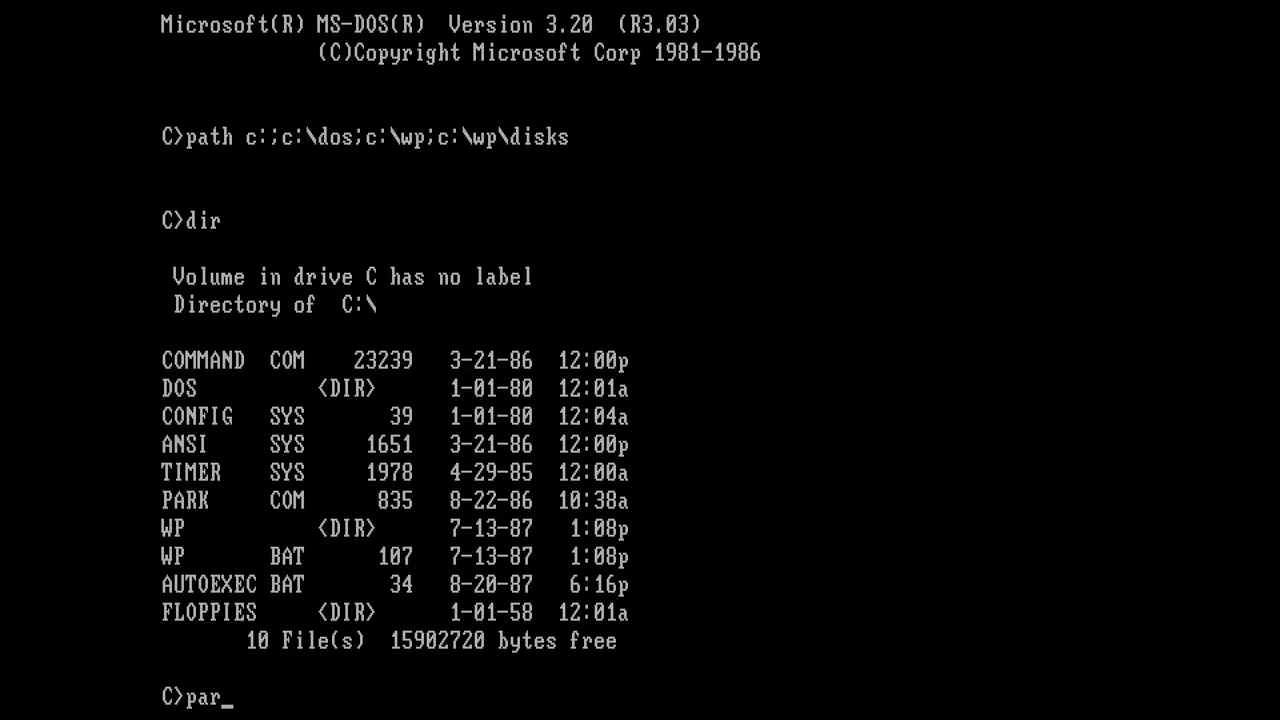 Microsoft(R) MS-DOS(R)  Version 3.20  (R3.03)
             (C)Copyright Microsoft Corp 1981-1986
C>path c:;c:\dos;c:\wp;c:\wp\disks
C>dir
 Volume in drive C has no label
 Directory of  C:\
COMMAND  COM    23239   3-21-86  12:00p
DOS          <DIR>      1-01-80  12:01a
CONFIG   SYS       39   1-01-80  12:04a
ANSI     SYS     1651   3-21-86  12:00p
TIMER    SYS     1978   4-29-85  12:00a
PARK     COM      835   8-22-86  10:38a
WP           <DIR>      7-13-87   1:08p
WP       BAT      107   7-13-87   1:08p
AUTOEXEC BAT       34   8-20-87   6:16p
FLOPPIES     <DIR>      1-01-58  12:01a
       10 File(s)  15902720 bytes free
C>par_